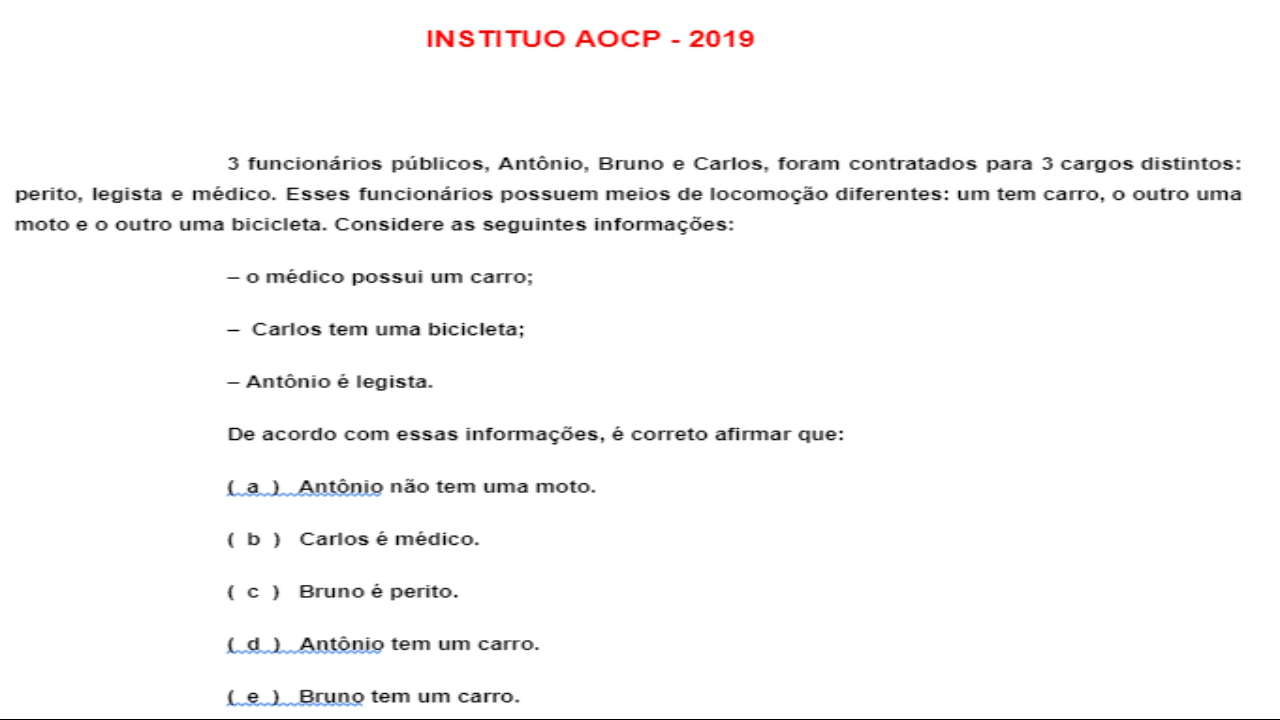 INSTITUO AOCP - 2019
3 funcionários públicos, Antônio, Bruno e Carlos, foram contratados para 3 cargos distintos:
perito, legista e médico. Esses funcionários possuem meios de locomoção diferentes: um tem carro, o outro uma
moto e o outro uma bicicleta. Considere as seguintes informações:
– o médico possui um carro;
– Carlos tem uma bicicleta;
– Antônio é legista.
De acordo com essas informações, é correto afirmar que:
( a ) Antônio não tem uma moto.
( b ) Carlos é médico.
( c ) Bruno é perito.
( d ) Antônio tem um carro.
( e ) Bruno tem um carro.